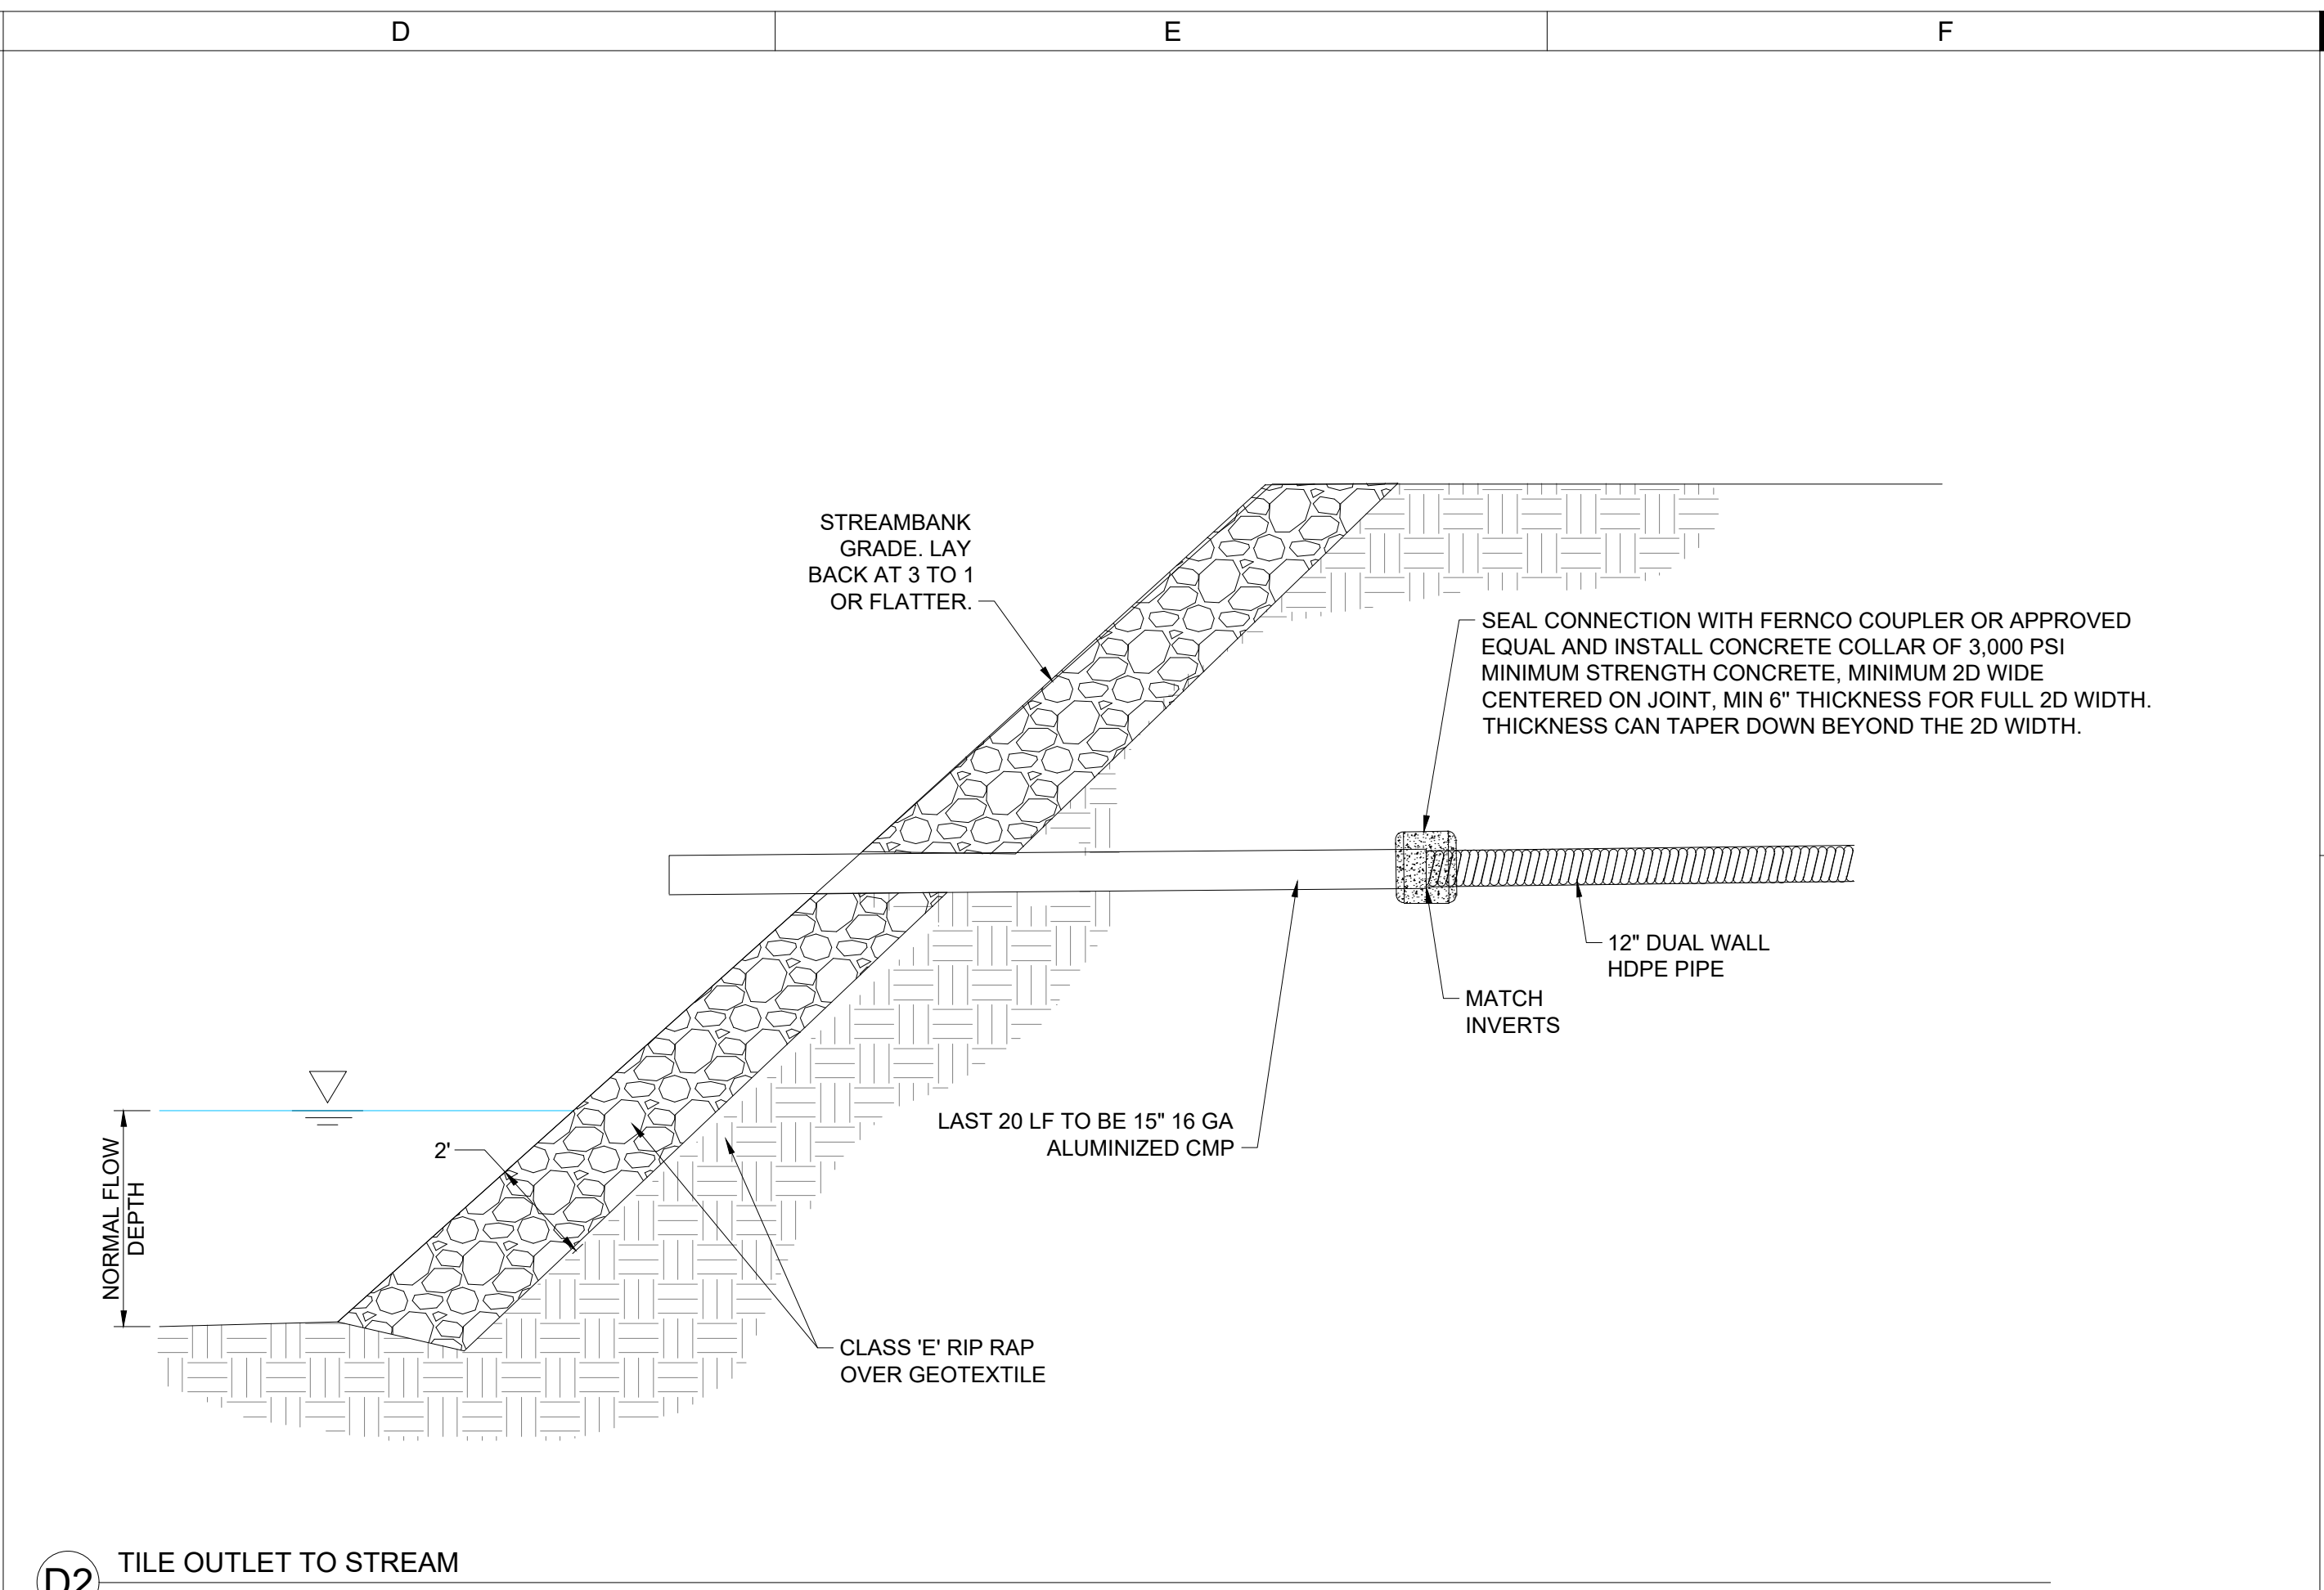 D
E
F
STREAMBANK
GRADE. LAY
BACK AT 3 TO 1
OR FLATTER.
SEAL CONNECTION WITH FERNCO COUPLER OR APPROVED
EQUAL AND INSTALL CONCRETE COLLAR OF 3,000 PSI
MINIMUM STRENGTH CONCRETE, MINIMUM 2D WIDE
CENTERED ON JOINT, MIN 6" THICKNESS FOR FULL 2D WIDTH.
THICKNESS CAN TAPER DOWN BEYOND THE 2D WIDTH.
12" DUAL WALL
HDPE PIPE
MATCH
INVERTS
LAST 20 LF TO BE 15" 16 GA
ALUMINIZED CMP
2'
NORMAL FLOW
DEPTH
CLASS 'E' RIP RAP
OVER GEOTEXTILE
TILE OUTLET TO STREAM
D2